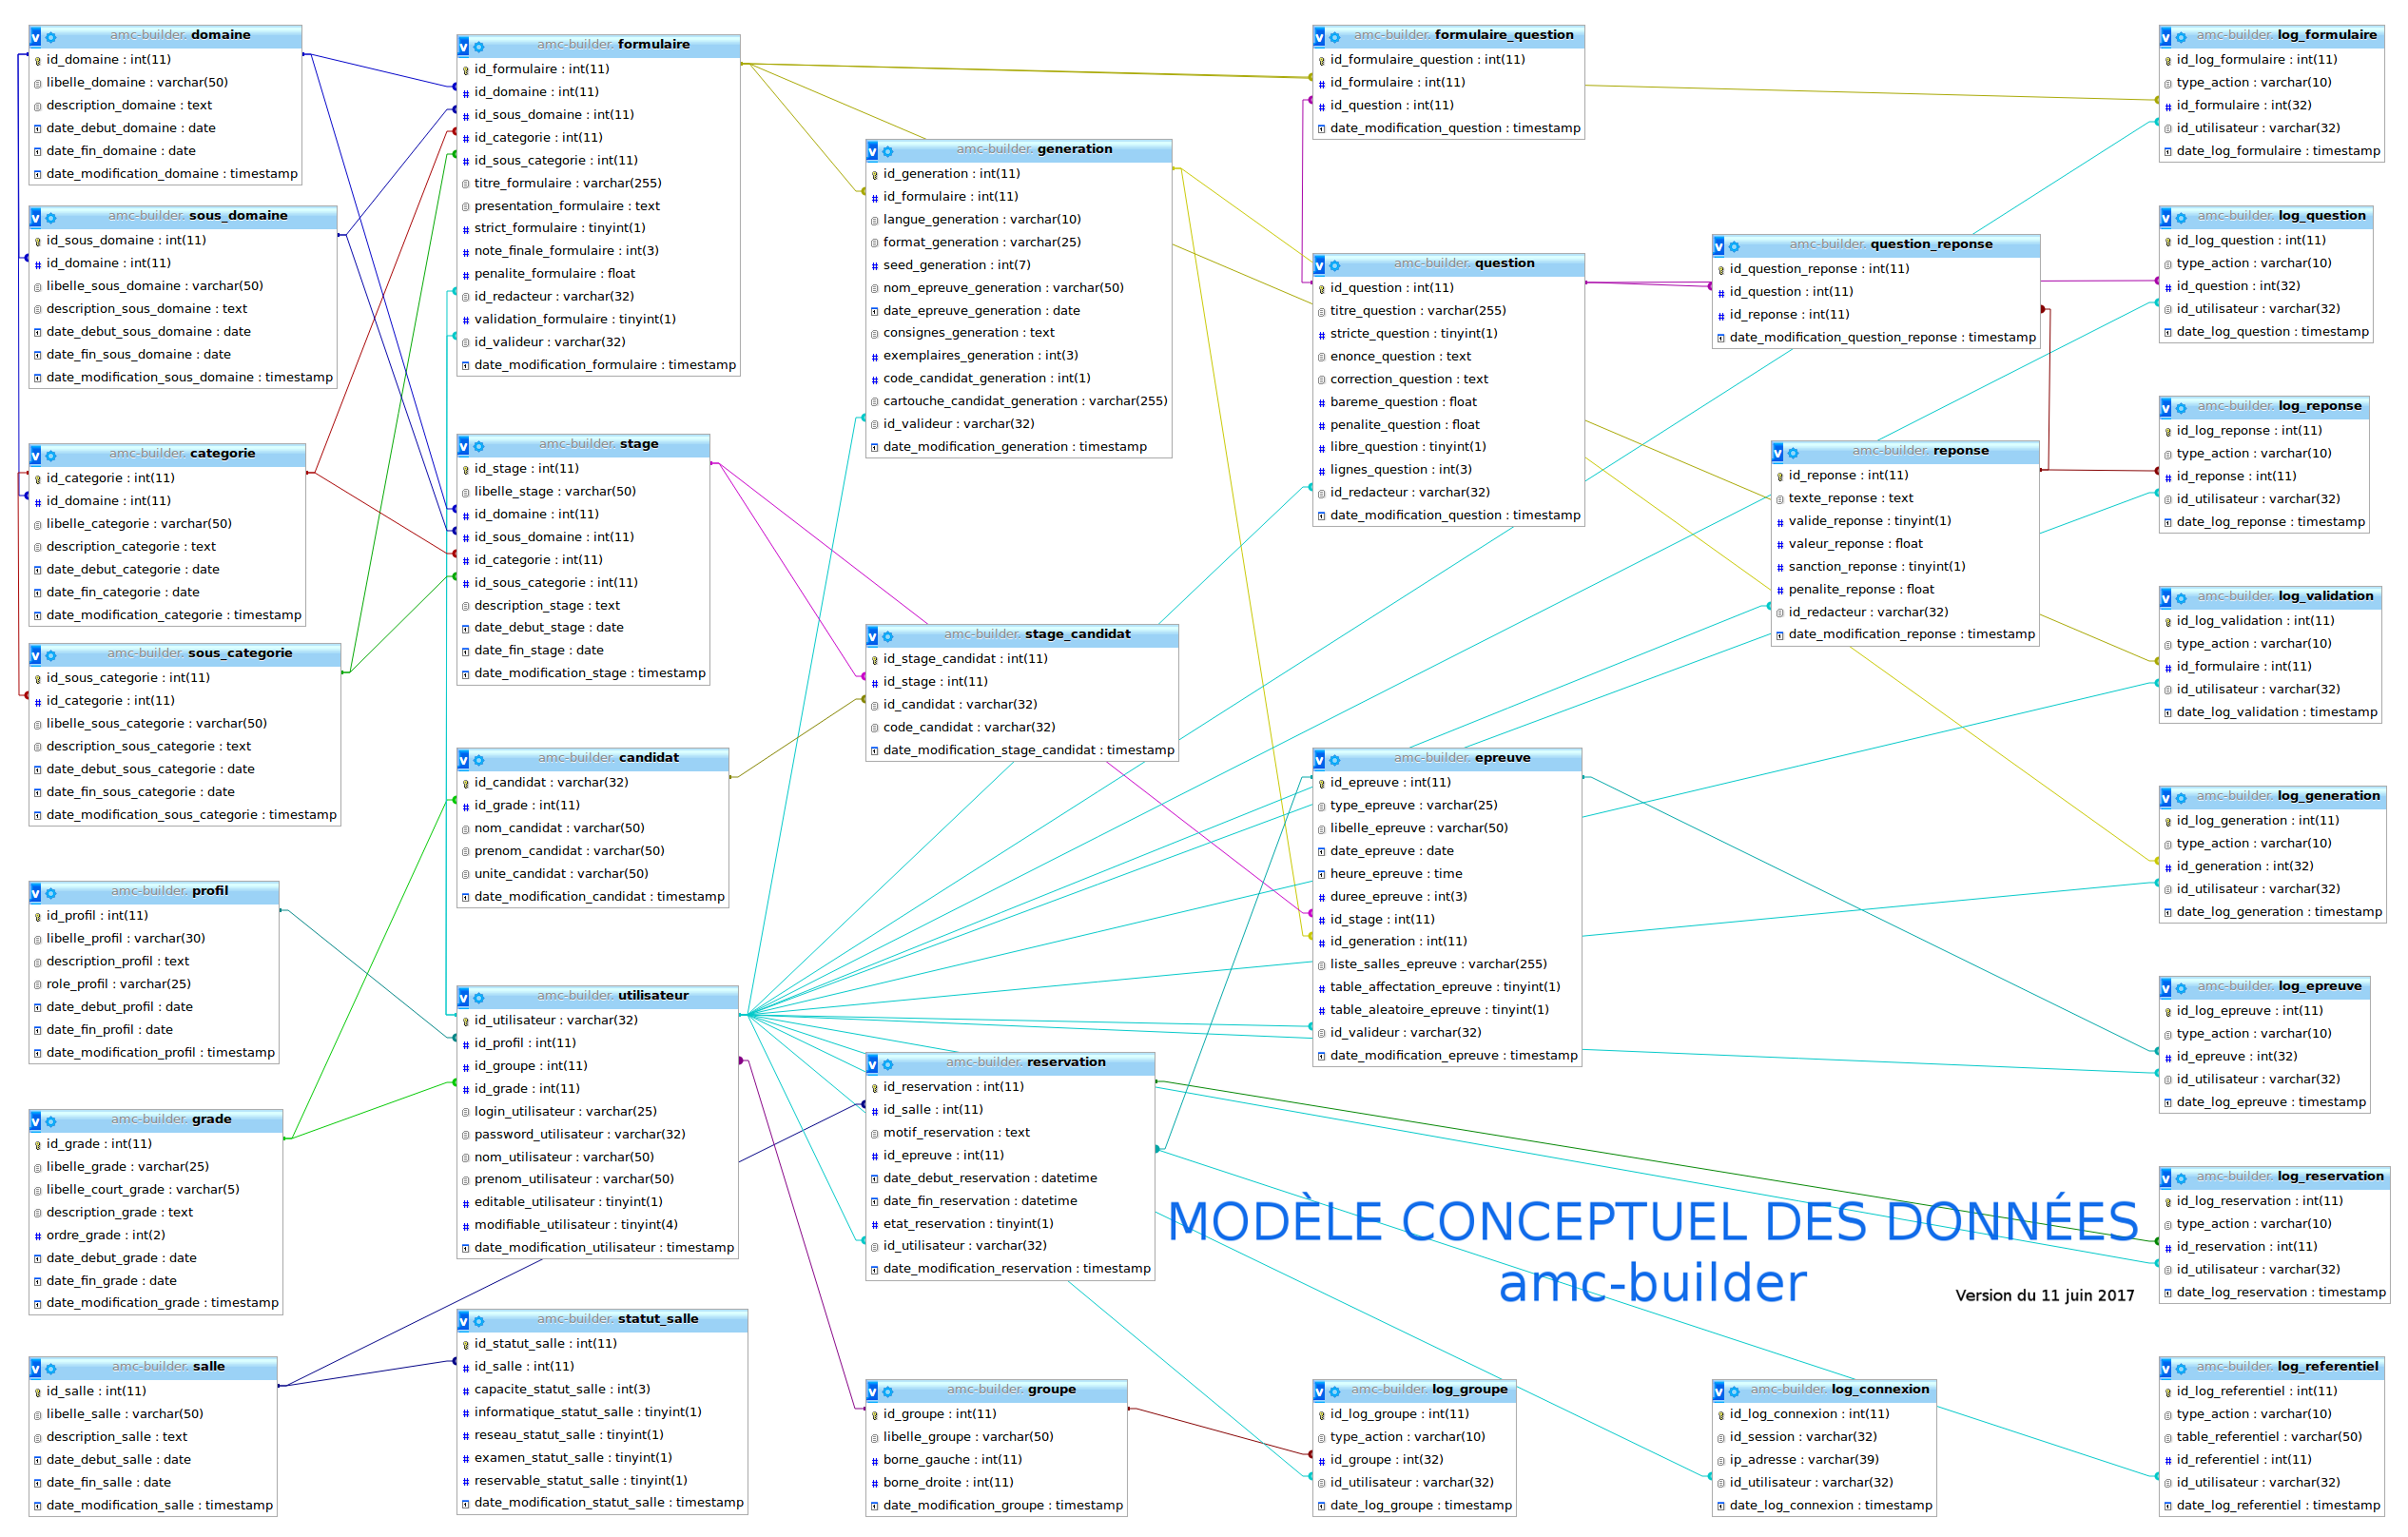 amc-builder. domaine
id_domaine : int(11)
libelle_domaine : varchar(50)
description_domaine : text
date_debut_domaine : date
date_fin_domaine : date
date_modification_domaine : timestamp
amc-builder. sous_domaine
id_sous_domaine : int(11)
id_domaine : int(11)
libelle_sous_domaine : varchar(50)
description_sous_domaine : text
date_debut_sous_domaine : date
date_fin_sous_domaine : date
date_modification_sous_domaine : timestamp
amc-builder. categorie
id_categorie : int(11)
id_domaine : int(11)
libelle_categorie : varchar(50)
description_categorie : text
date_debut_categorie : date
date_fin_categorie : date
date_modification_categorie : timestamp
amc-builder. sous_categorie
id_sous_categorie : int(11)
id_categorie : int(11)
libelle_sous_categorie : varchar(50)
description_sous_categorie : text
date_debut_sous_categorie : date
date_fin_sous_categorie : date
date_modification_sous_categorie : timestamp
amc-builder. profil
id_profil : int(11)
libelle_profil : varchar(30)
description_profil : text
role_profil : varchar(25)
date_debut_profil : date
date_fin_profil : date
date_modification_profil : timestamp
amc-builder. grade
id_grade : int(11)
libelle_grade : varchar(25)
libelle_court_grade : varchar(5)
description_grade : text
ordre_grade : int(2)
date_debut_grade : date
date_fin_grade : date
date_modification_grade : timestamp
amc-builder. salle
id_salle : int(11)
libelle_salle : varchar(50)
description_salle : text
date_debut_salle : date
date_fin_salle : date
date_modification_salle : timestamp
amc-builder. formulaire
id_formulaire : int(11)
id_domaine : int(11)
id_sous_domaine : int(11)
id_categorie : int(11)
id_sous_categorie : int(11)
titre_formulaire : varchar(255)
presentation_formulaire : text
strict_formulaire : tinyint(1)
note_finale_formulaire : int(3)
penalite_formulaire : float
id_redacteur : varchar(32)
validation_formulaire : tinyint(1)
id_valideur : varchar(32)
date_modification_formulaire : timestamp
amc-builder. stage
id_stage : int(11)
libelle_stage : varchar(50)
id_domaine : int(11)
id_sous_domaine : int(11)
id_categorie : int(11)
id_sous_categorie : int(11)
description_stage : text
date_debut_stage : date
date_fin_stage : date
date_modification_stage : timestamp
amc-builder. candidat
id_candidat : varchar(32)
id_grade : int(11)
nom_candidat : varchar(50)
prenom_candidat : varchar(50)
unite_candidat : varchar(50)
date_modification_candidat : timestamp
amc-builder. utilisateur
id_utilisateur : varchar(32)
id_profil : int(11)
id_groupe : int(11)
id_grade : int(11)
login_utilisateur : varchar(25)
password_utilisateur : varchar(32)
nom_utilisateur : varchar(50)
prenom_utilisateur : varchar(50)
editable_utilisateur : tinyint(1)
modifiable_utilisateur : tinyint(4)
date_modification_utilisateur : timestamp
amc-builder. statut_salle
id_statut_salle : int(11)
id_salle : int(11)
capacite_statut_salle : int(3)
informatique_statut_salle : tinyint(1)
reseau_statut_salle : tinyint(1)
examen_statut_salle : tinyint(1)
reservable_statut_salle : tinyint(1)
date_modification_statut_salle : timestamp
amc-builder. generation
id_generation : int(11)
id_formulaire : int(11)
langue_generation : varchar(10)
format_generation : varchar(25)
seed_generation : int(7)
nom_epreuve_generation : varchar(50)
date_epreuve_generation : date
consignes_generation : text
exemplaires_generation : int(3)
code_candidat_generation : int(1)
cartouche_candidat_generation : varchar(255)
id_valideur : varchar(32)
date_modification_generation : timestamp
amc-builder. stage_candidat
id_stage_candidat : int(11)
id_stage : int(11)
id_candidat : varchar(32)
code_candidat : varchar(32)
date_modification_stage_candidat : timestamp
amc-builder. reservation
id_reservation : int(11)
id_salle : int(11)
motif_reservation : text
id_epreuve : int(11)
date_debut_reservation : datetime
date_fin_reservation : datetime
etat_reservation : tinyint(1)
id_utilisateur : varchar(32)
date_modification_reservation : timestamp
amc-builder. groupe
id_groupe : int(11)
libelle_groupe : varchar(50)
borne_gauche : int(11)
borne_droite : int(11)
date_modification_groupe : timestamp
amc-builder. formulaire_question
id_formulaire_question : int(11)
id_formulaire : int(11)
id_question : int(11)
date_modification_question : timestamp
amc-builder. question
id_question : int(11)
titre_question : varchar(255)
stricte_question : tinyint(1)
enonce_question : text
correction_question : text
bareme_question : float
penalite_question : float
libre_question : tinyint(1)
lignes_question : int(3)
id_redacteur : varchar(32)
date_modification_question : timestamp
amc-builder. epreuve
id_epreuve : int(11)
type_epreuve : varchar(25)
libelle_epreuve : varchar(50)
date_epreuve : date
heure_epreuve : time
duree_epreuve : int(3)
id_stage : int(11)
id_generation : int(11)
liste_salles_epreuve : varchar(255)
table_affectation_epreuve : tinyint(1)
table_aleatoire_epreuve : tinyint(1)
id_valideur : varchar(32)
date_modification_epreuve : timestamp
amc-builder. log_groupe
id_log_groupe : int(11)
type_action : varchar(10)
id_groupe : int(32)
id_utilisateur : varchar(32)
date_log_groupe : timestamp
amc-builder. question_reponse
id_question_reponse : int(11)
id_question : int(11)
id_reponse : int(11)
date_modification_question_reponse : timestamp
amc-builder. reponse
id_reponse : int(11)
texte_reponse : text
valide_reponse : tinyint(1)
valeur_reponse : float
sanction_reponse : tinyint(1)
penalite_reponse : float
id_redacteur : varchar(32)
date_modification_reponse : timestamp
MODÈLE CONCEPTUEL DES DONNÉES
amc-builder
Version du 11 juin 2017
amc-builder. log_connexion
id_log_connexion : int(11)
id_session : varchar(32)
ip_adresse : varchar(39)
id_utilisateur : varchar(32)
date_log_connexion : timestamp
amc-builder. log_formulaire
id_log_formulaire : int(11)
type_action : varchar(10)
id_formulaire : int(32)
id_utilisateur : varchar(32)
date_log_formulaire : timestamp
amc-builder. log_question
id_log_question : int(11)
type_action : varchar(10)
id_question : int(32)
id_utilisateur : varchar(32)
date_log_question : timestamp
amc-builder. log_reponse
id_log_reponse : int(11)
type_action : varchar(10)
id_reponse : int(11)
id_utilisateur : varchar(32)
date_log_reponse : timestamp
amc-builder. log_validation
id_log_validation : int(11)
type_action : varchar(10)
id_formulaire : int(11)
id_utilisateur : varchar(32)
date_log_validation : timestamp
amc-builder. log_generation
id_log_generation : int(11)
type_action : varchar(10)
id_generation : int(32)
id_utilisateur : varchar(32)
date_log_generation : timestamp
amc-builder. log_epreuve
id_log_epreuve : int(11)
type_action : varchar(10)
id_epreuve : int(32)
id_utilisateur : varchar(32)
date_log_epreuve : timestamp
amc-builder. log_reservation
id_log_reservation : int(11)
type_action : varchar(10)
id_reservation : int(11)
id_utilisateur : varchar(32)
date_log_reservation : timestamp
amc-builder. log_referentiel
id_log_referentiel : int(11)
type_action : varchar(10)
table_referentiel : varchar(50)
id_referentiel : int(11)
id_utilisateur : varchar(32)
date_log_referentiel : timestamp